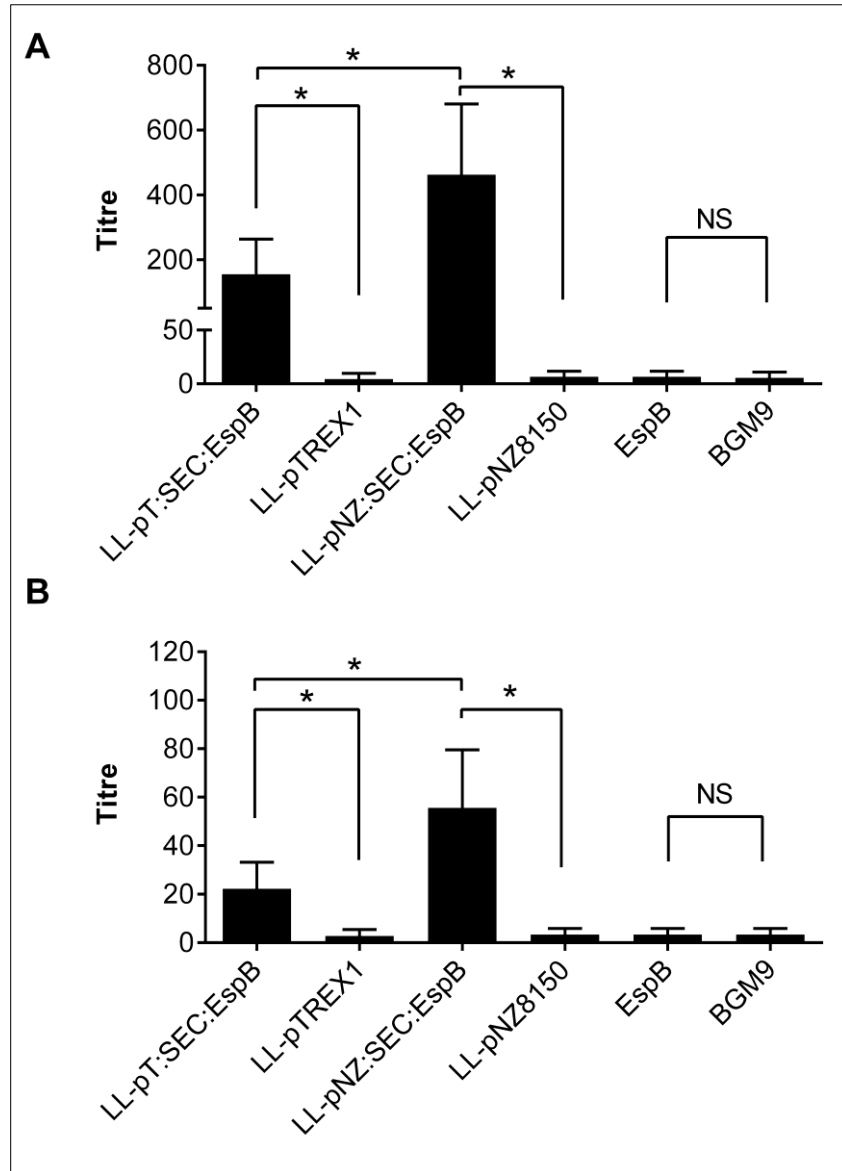 A
*
*
*
800
600
400
200
50
0
Titre
NS
LL-pT:SEC:EspB
LL-pTREX1
LL-pNZ:SEC:EspB
LL-pNZ8150
EspB
BGM9
B
*
*
*
120
100
80
60
40
20
0
Titre
NS
LL-pT:SEC:EspB
LL-pTREX1
LL-pNZ:SEC:EspB
LL-pNZ8150
EspB
BGM9